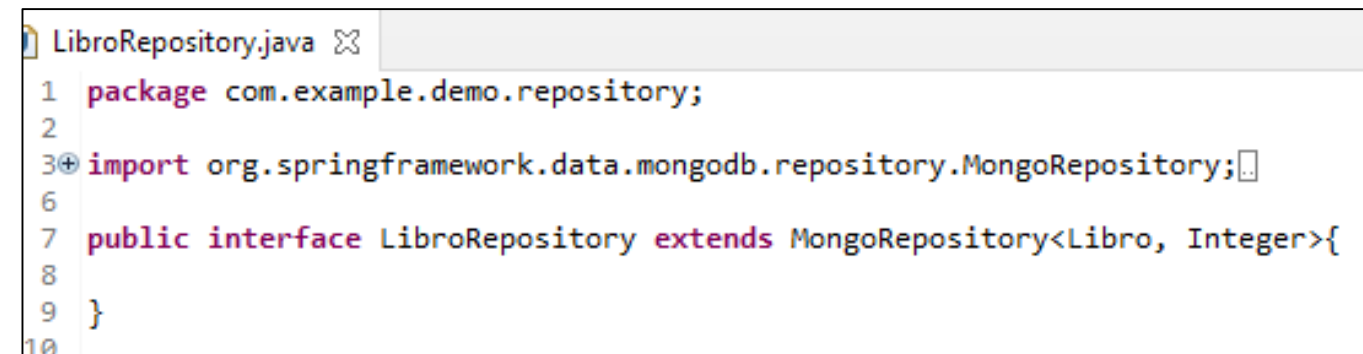 LibroRepository.java
1 package com.example.demo.repository;
2
3 import org.springframework.data.mongodb.repository.MongoRepository;
6
7 public interface LibroRepository extends MongoRepository<Libro, Integer>{
8
9 }
10